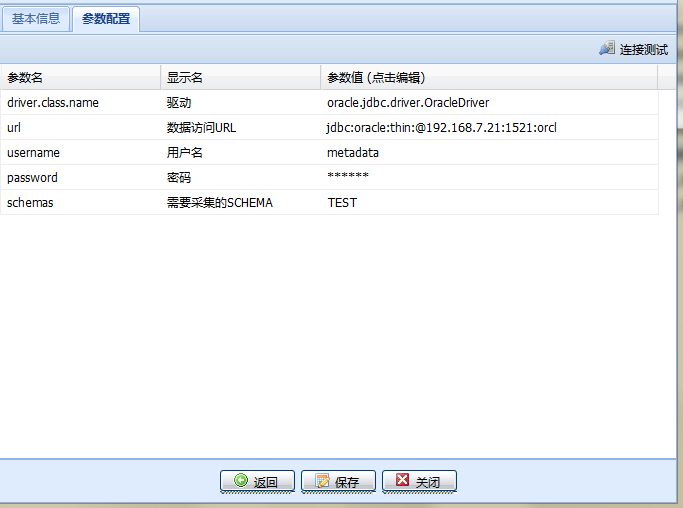 基本信息 参数配置
连接测试
参数名 显示名 参数值 (点击编辑)
driver.class.name 驱动 oracle.jdbc.driver.OracleDriver
url 数据访问URL jdbc:oracle:thin:@192.168.7.21:1521:orcl
username 用户名 metadata
password 密码 ******
schemas 需要采集的SCHEMA TEST
返回 保存 关闭